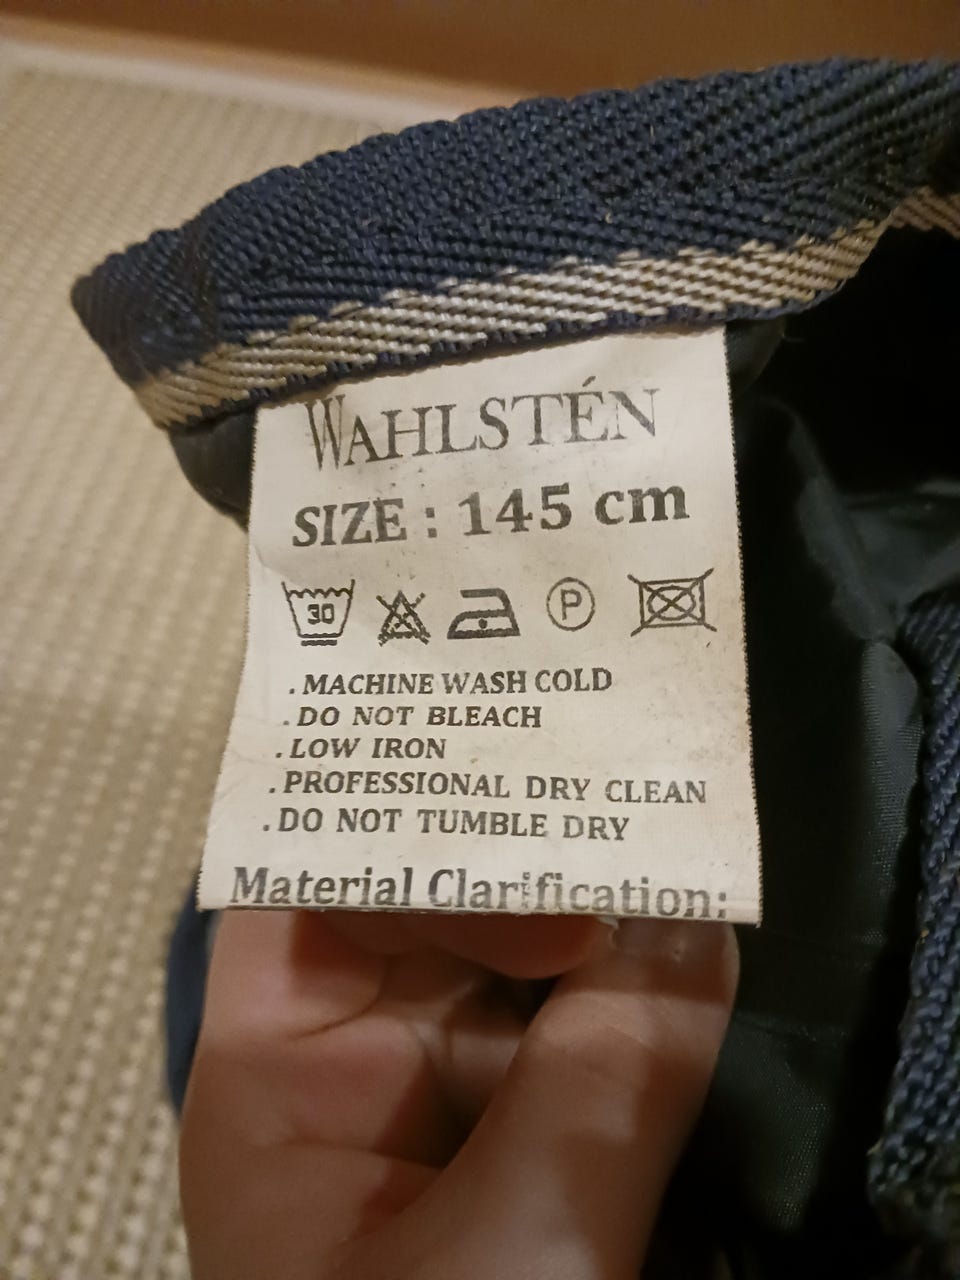 WAHLSTÉN
SIZE : 145 cm
30 P
. MACHINE WASH COLD
. DO NOT BLEACH
. LOW IRON
. PROFESSIONAL DRY CLEAN
. DO NOT TUMBLE DRY
Material Clarification: